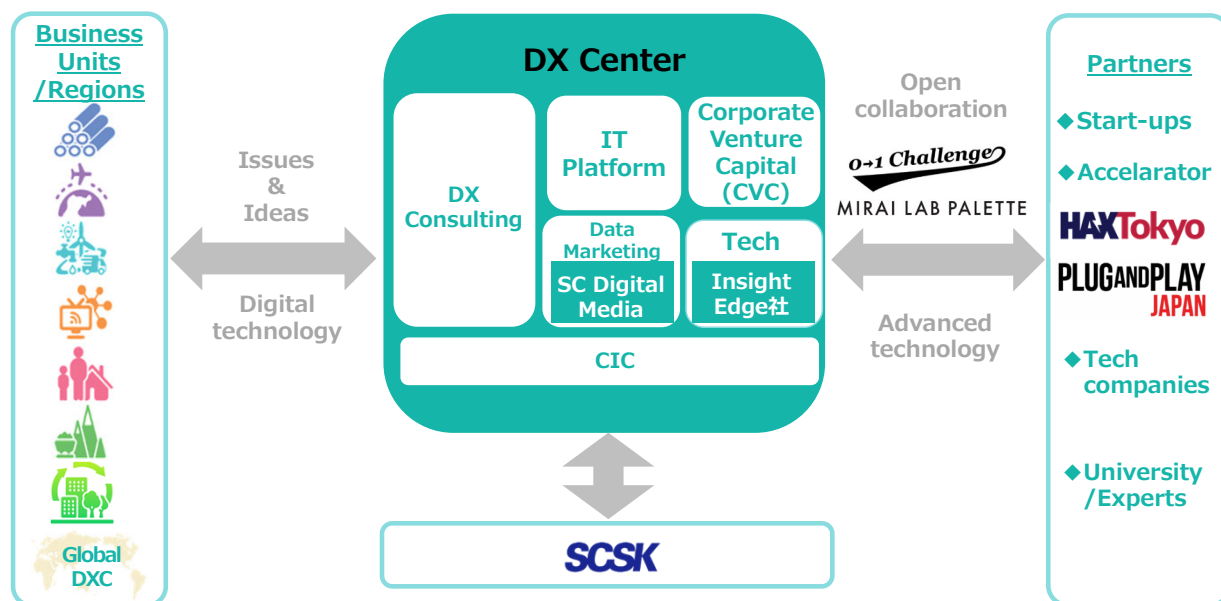 Business
Units
/Regions
Global
DXC
Issues
&
Ideas
Digital
technology
DX Center
DX
Consulting
IT
Platform
Corporate
Venture
Capital
(CVC)
Data
Marketing
SC Digital
Media
Tech
Insight
Edge社
CIC
SCSK
Open
collaboration
0→1 Challenge
MIRAI LAB PALETTE
Advanced
technology
Partners
◆Start-ups
◆Accelarator
HAXTokyo
PLUGANDPLAY
JAPAN
◆Tech
companies
◆University
/Experts